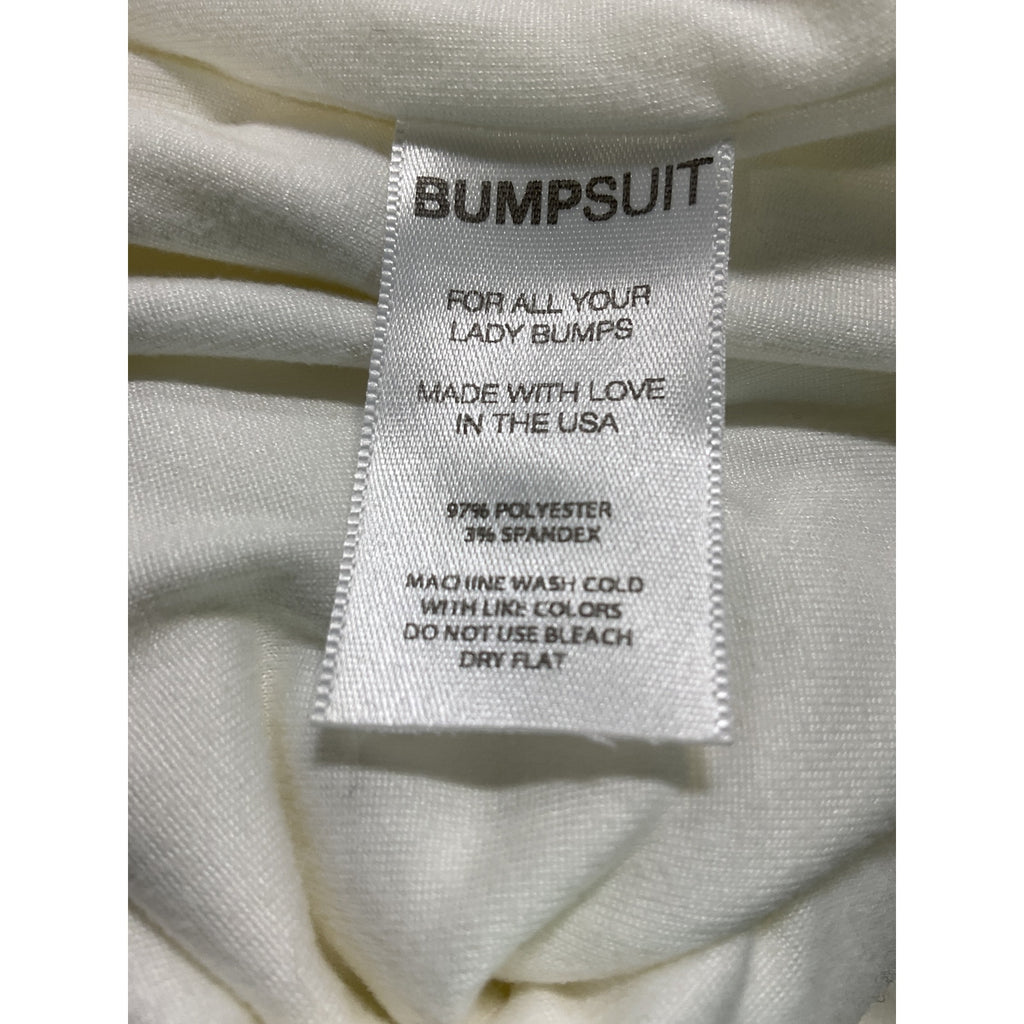 BUMPSUIT
FOR ALL YOUR
LADY BUMPS
MADE WITH LOVE
IN THE USA
97% POLYESTER
3% SPANDEX
MACHINE WASH COLD
WITH LIKE COLORS
DO NOT USE BLEACH
DRY FLAT